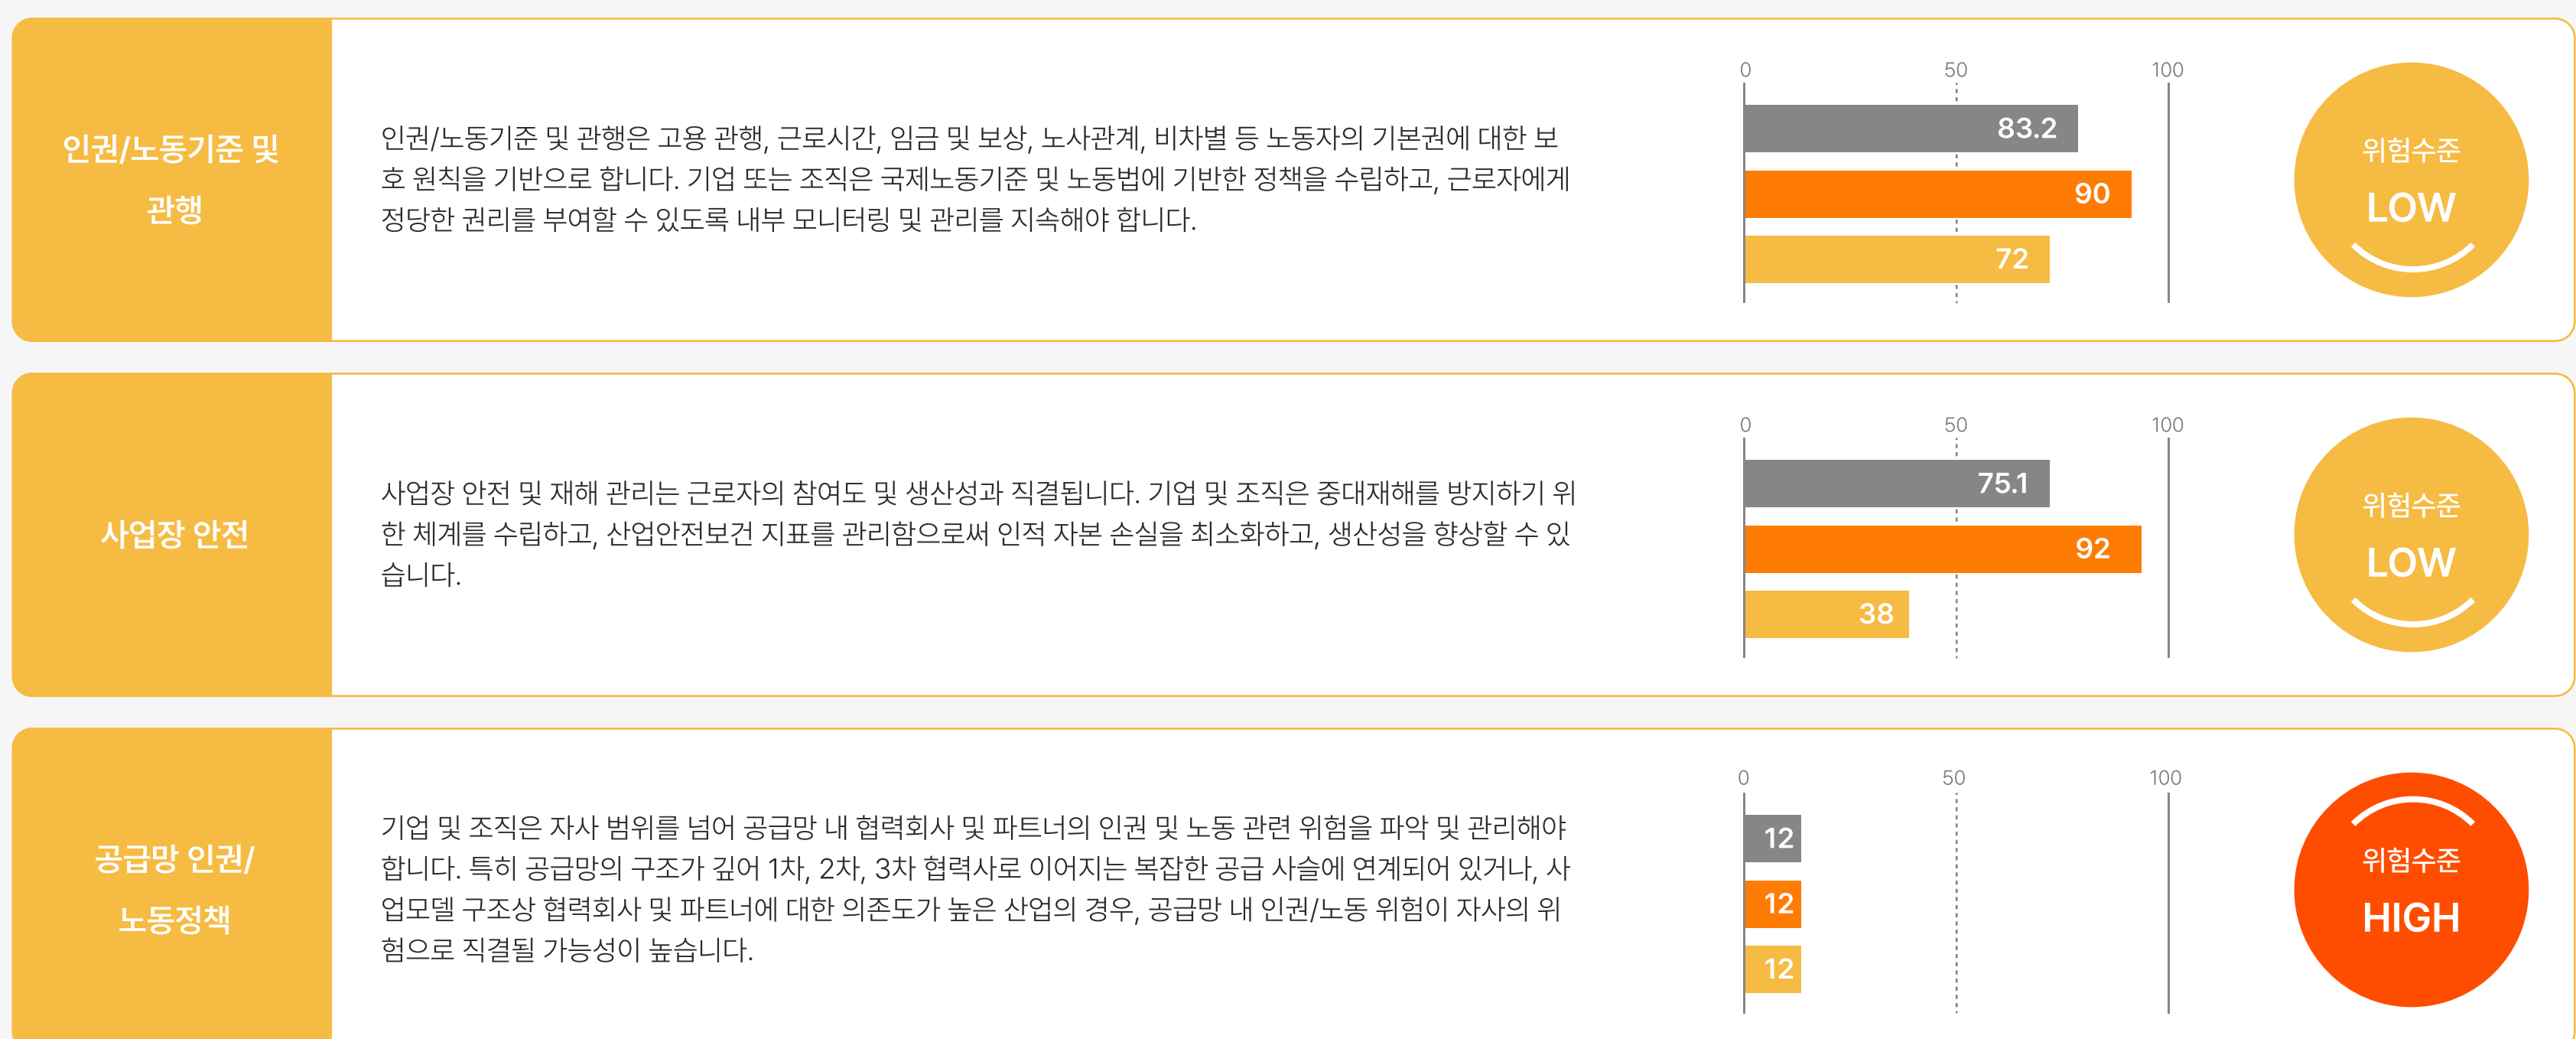 인권/노동기준 및
관행
인권/노동기준 및 관행은 고용 관행, 근로시간, 임금 및 보상, 노사관계, 비차별 등 노동자의 기본권에 대한 보
호 원칙을 기반으로 합니다. 기업 또는 조직은 국제노동기준 및 노동법에 기반한 정책을 수립하고, 근로자에게
정당한 권리를 부여할 수 있도록 내부 모니터링 및 관리를 지속해야 합니다.
0 50 100
83.2
90
72
위험수준
LOW
사업장 안전
사업장 안전 및 재해 관리는 근로자의 참여도 및 생산성과 직결됩니다. 기업 및 조직은 중대재해를 방지하기 위
한 체계를 수립하고, 산업안전보건 지표를 관리함으로써 인적 자본 손실을 최소화하고, 생산성을 향상할 수 있
습니다.
0 50 100
75.1
92
38
위험수준
LOW
공급망 인권/
노동정책
기업 및 조직은 자사 범위를 넘어 공급망 내 협력회사 및 파트너의 인권 및 노동 관련 위험을 파악 및 관리해야
합니다. 특히 공급망의 구조가 깊어 1차, 2차, 3차 협력사로 이어지는 복잡한 공급 사슬에 연계되어 있거나, 사
업모델 구조상 협력회사 및 파트너에 대한 의존도가 높은 산업의 경우, 공급망 내 인권/노동 위험이 자사의 위
험으로 직결될 가능성이 높습니다.
0 50 100
12
12
12
위험수준
HIGH